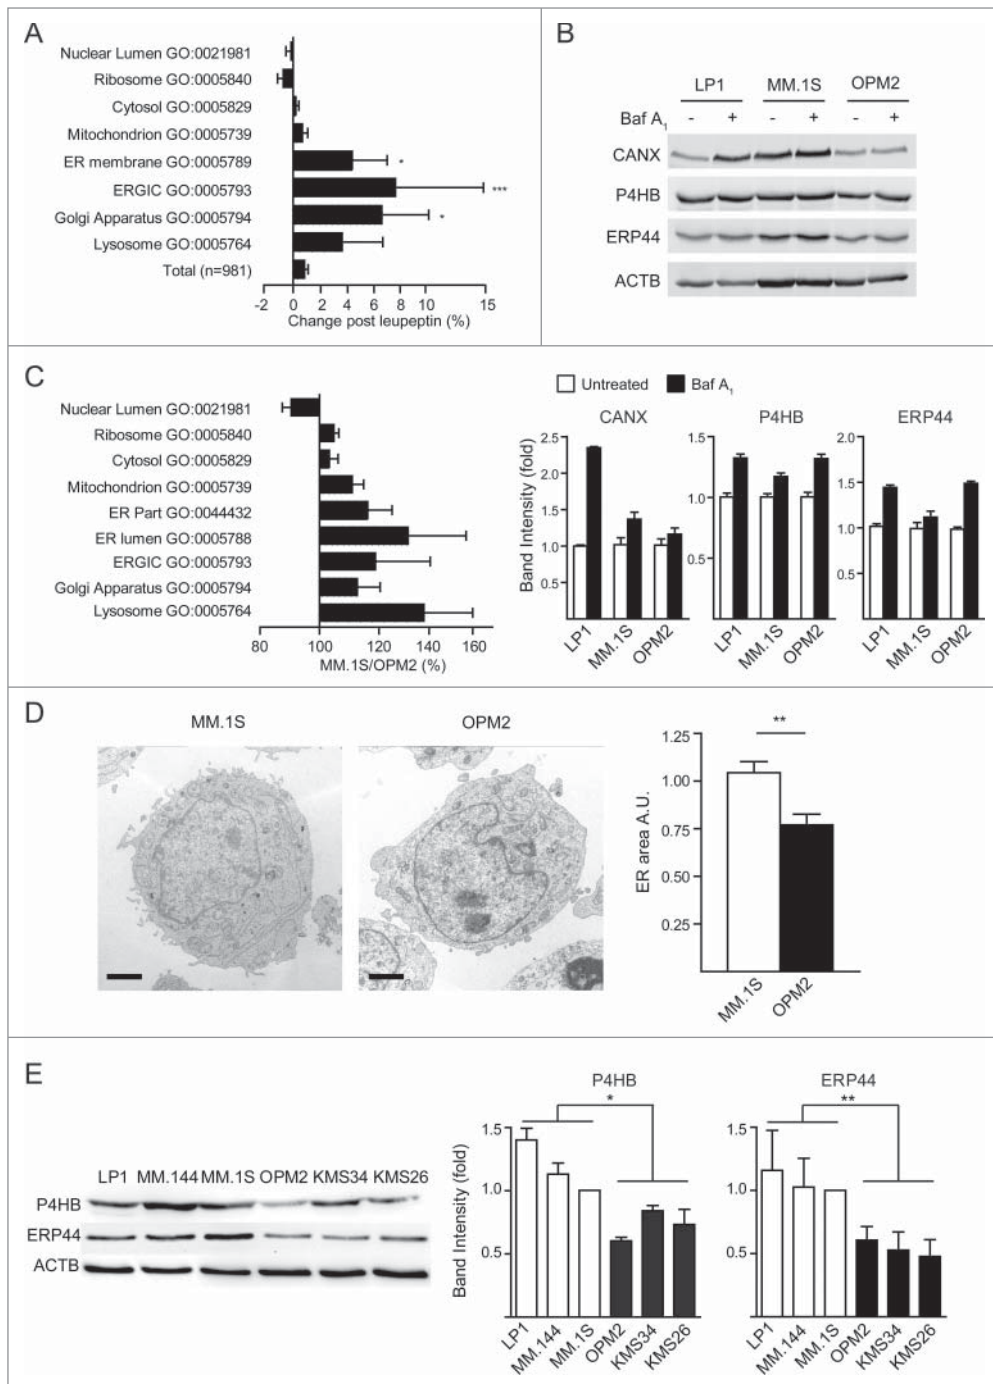 A
Nuclear Lumen GO:0021981
Ribosome GO:0005840
Cytosol GO:0005829
Mitochondrion GO:0005739
ER membrane GO:0005789
*
ERGIC GO:0005793
***
Golgi Apparatus GO:0005794
*
Lysosome GO:0005764
Total (n=981)
-2 0 2 4 6 8 10 15
Change post leupeptin (%)
B
LP1 MM.1S OPM2
Baf A1 - + - + - +
CANX
P4HB
ERP44
ACTB
C
Nuclear Lumen GO:0021981
Ribosome GO:0005840
Cytosol GO:0005829
Mitochondrion GO:0005739
ER Part GO:0044432
ER lumen GO:0005788
ERGIC GO:0005793
Golgi Apparatus GO:0005794
Lysosome GO:0005764
80 100 120 140 160
MM.1S/OPM2 (%)
Untreated Baf A1
CANX
Band Intensity (fold)
2.5
2.0
1.5
1.0
0.5
LP1 MM.1S OPM2
P4HB
1.5
1.0
0.5
LP1 MM.1S OPM2
ERP44
2.0
1.5
1.0
0.5
LP1 MM.1S OPM2
D
MM.1S
OPM2
ER area A.U.
1.25
1.00
0.75
0.50
0.25
**
MM.1S OPM2
E
LP1 MM.144 MM.1S OPM2 KMS34 KMS26
P4HB
ERP44
ACTB
P4HB
*
Band Intensity (fold)
1.5
1.0
0.5
LP1 MM.144 MM.1S OPM2 KMS34 KMS26
ERP44
**
1.5
1.0
0.5
LP1 MM.144 MM.1S OPM2 KMS34 KMS26